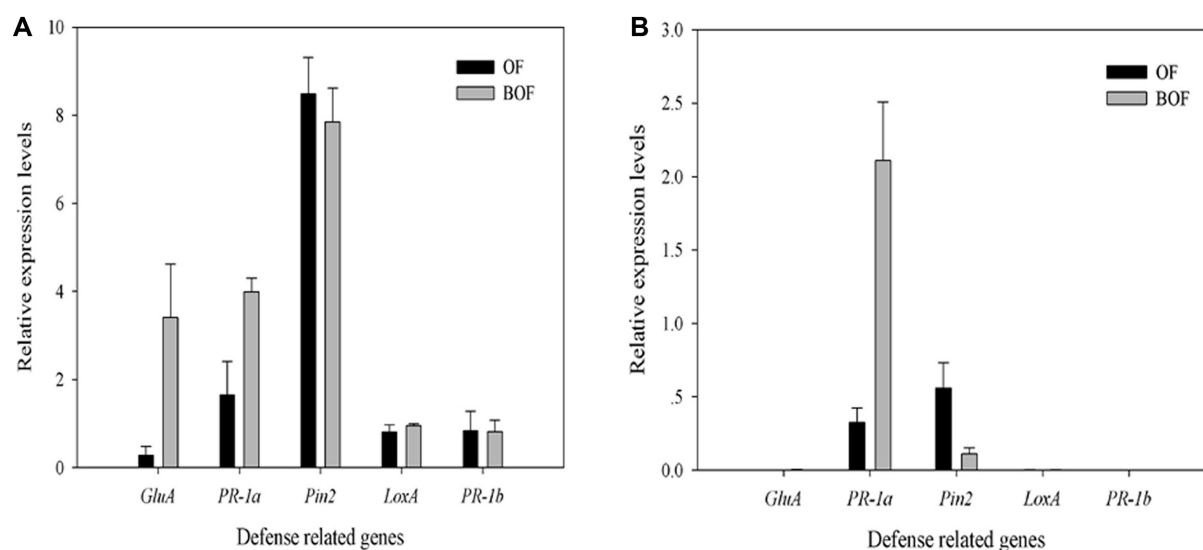 A
10
8
6
4
2
0
Relative expression levels
OF
BOF
GluA PR-1a Pin2 LoxA PR-1b
Defense related genes
B
3.0
2.5
2.0
1.5
1.0
.5
0.0
Relative expression levels
OF
BOF
GluA PR-1a Pin2 LoxA PR-1b
Defense related genes